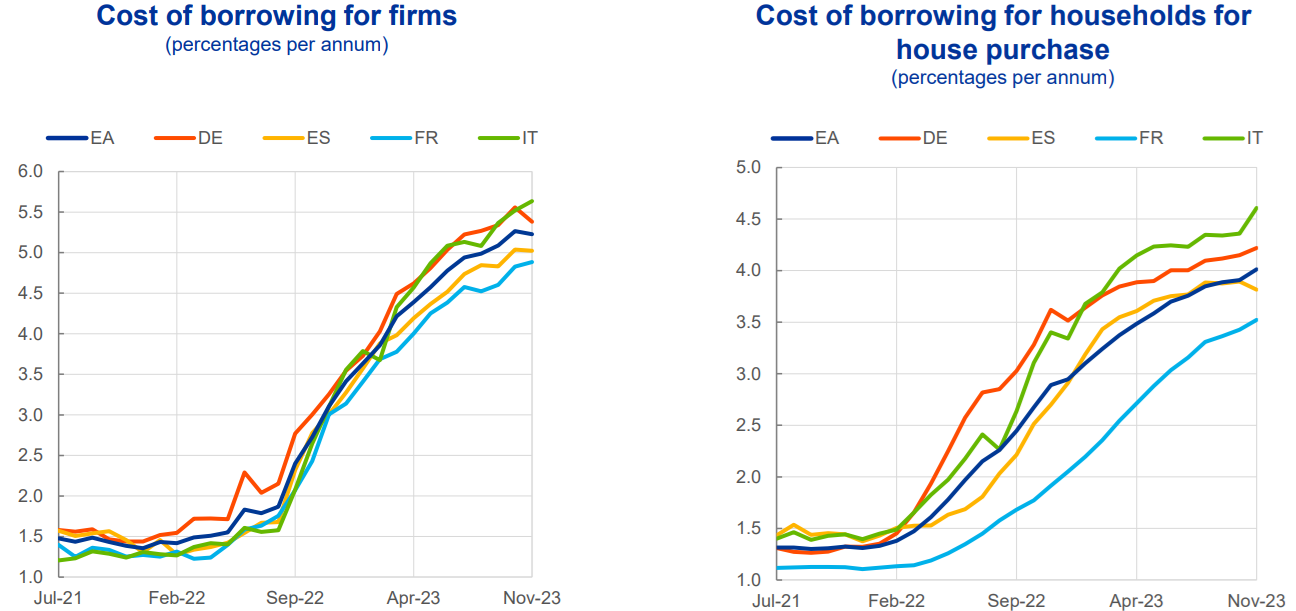 Cost of borrowing for firms
(percentages per annum)
EA DE ES FR IT
6.0
5.5
5.0
4.5
4.0
3.5
3.0
2.5
2.0
1.5
1.0
Jul-21 Feb-22 Sep-22 Apr-23 Nov-23
Cost of borrowing for households for
house purchase
(percentages per annum)
EA DE ES FR IT
5.0
4.5
4.0
3.5
3.0
2.5
2.0
1.5
1.0
Jul-21 Feb-22 Sep-22 Apr-23 Nov-23